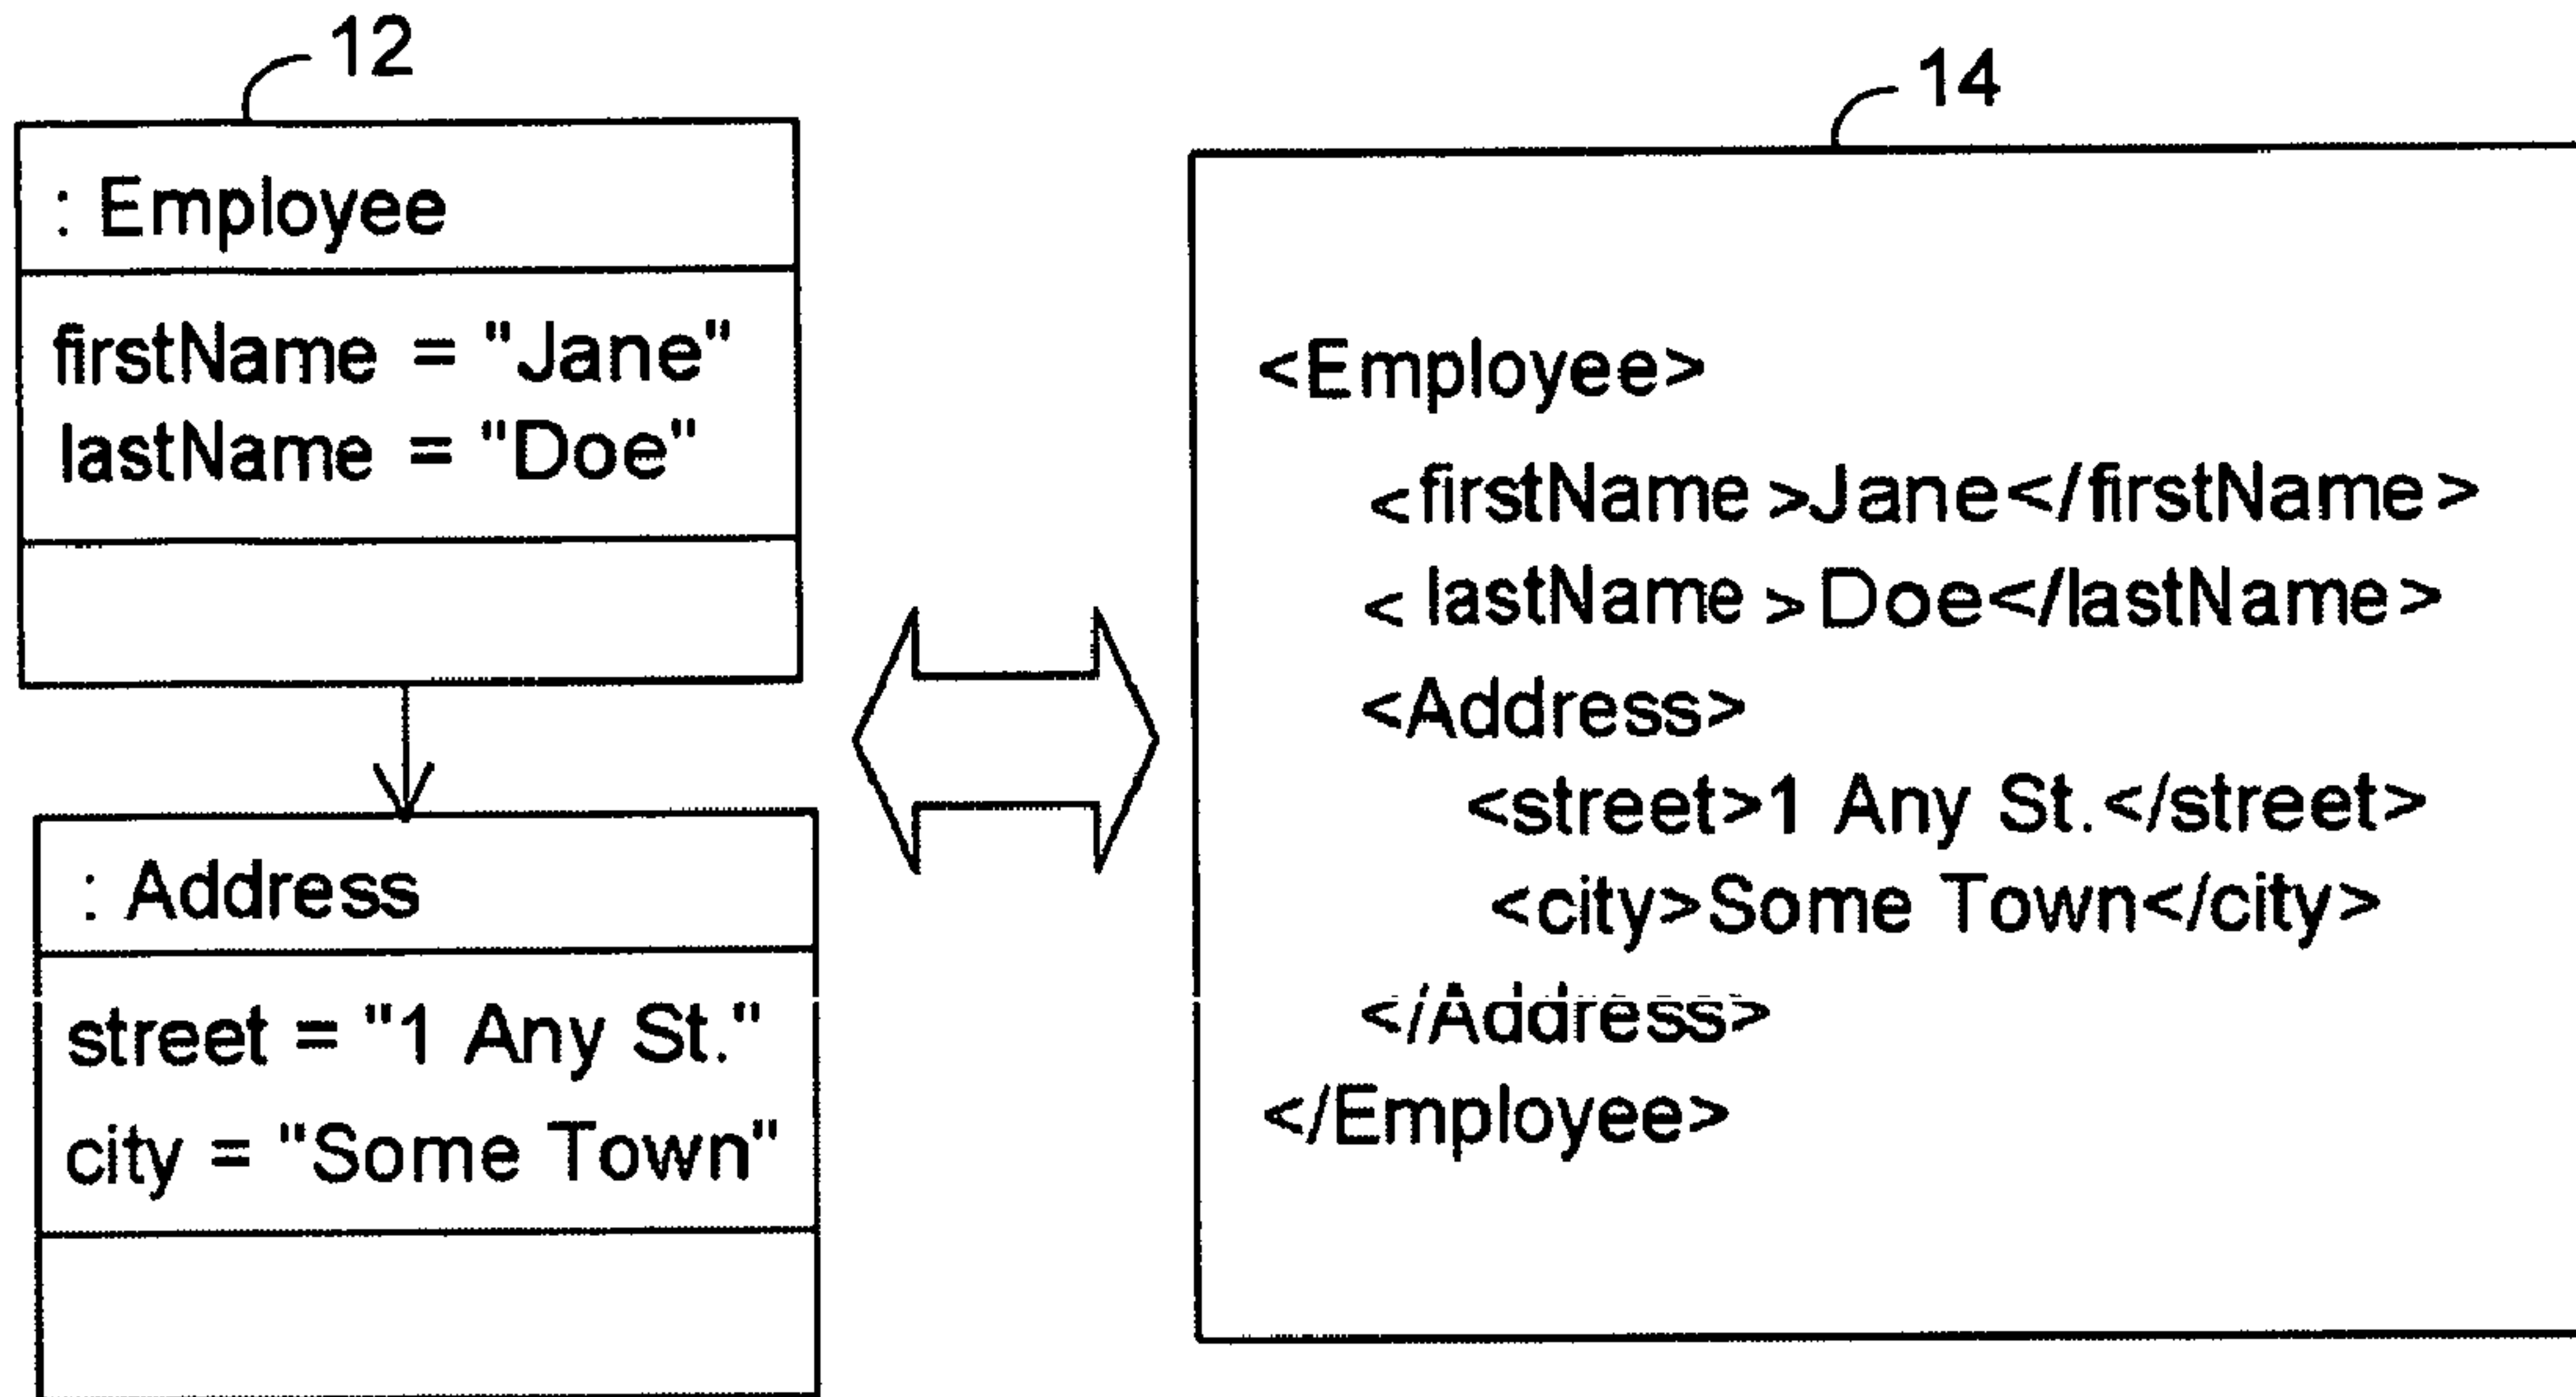 12
: Employee
firstName = "Jane"
lastName = "Doe"
: Address
street = "1 Any St."
city = "Some Town"
14
<Employee>
<firstName >Jane</firstName>
< lastName >Doe</lastName>
<Address>
<street>1 Any St.</street>
<city>Some Town</city>
</Address>
</Employee>